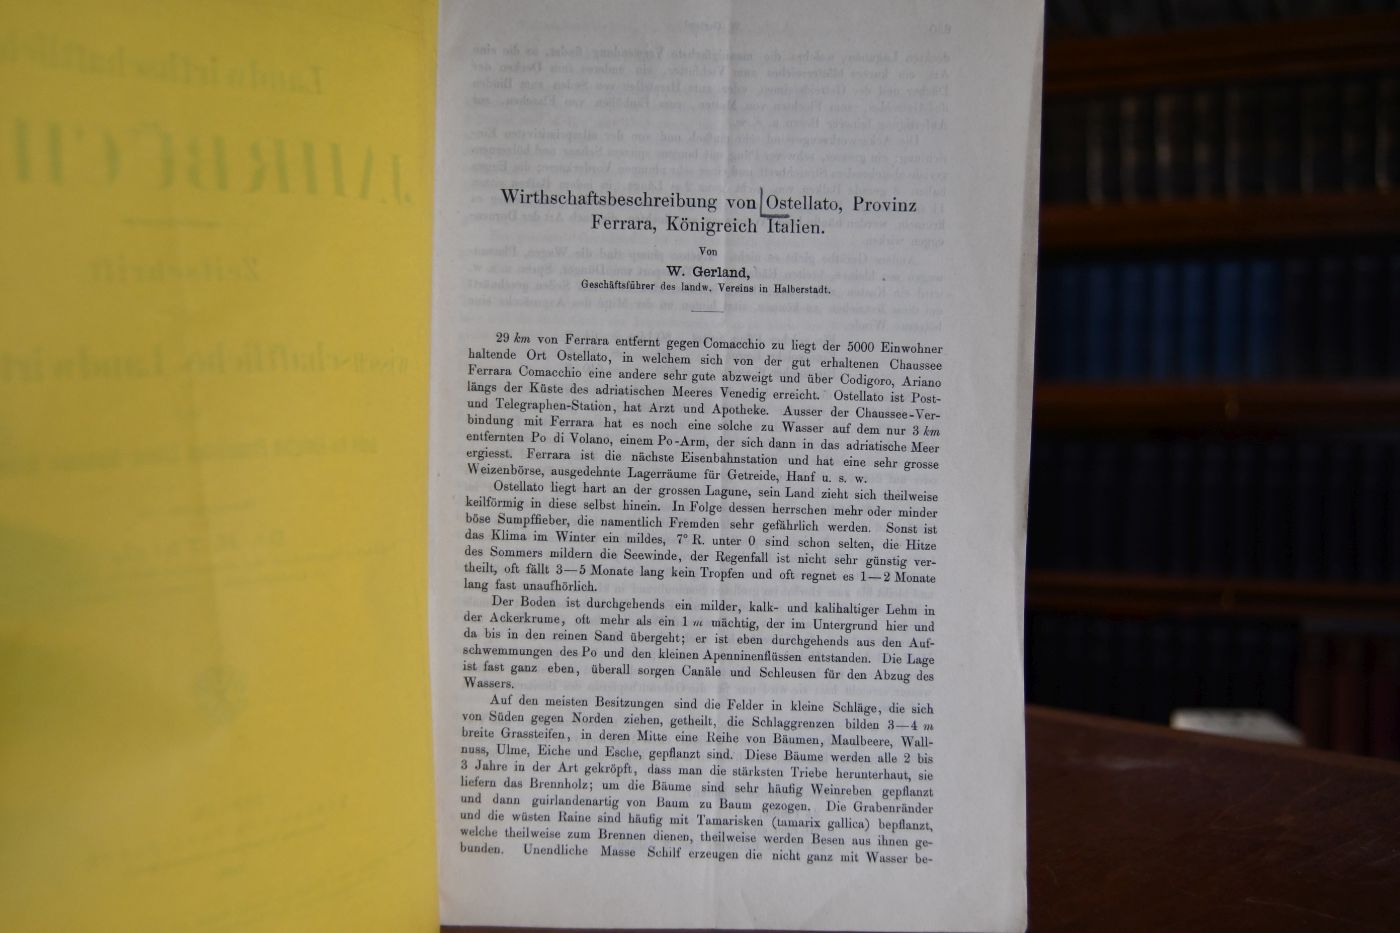 Wirthschaftsbeschreibung von Ostellato, Provinz
Ferrara, Königreich Italien.
Von
W. Gerland,
Geschäftsführer des landw. Vereins in Halberstadt.
29 km von Ferrara entfernt gegen Comacchio zu liegt der 5000 Einwohner
haltende Ort Ostellato, in welchem sich von der gut erhaltenen Chaussee
Ferrara Comacchio eine andere sehr gute abzweigt und über Codigoro, Ariano
längs der Küste des adriatischen Meeres Venedig erreicht. Ostellato ist Post-
und Telegraphen-Station, hat Arzt und Apotheke. Ausser der Chaussee-Ver-
bindung mit Ferrara hat es noch eine solche zu Wasser auf dem nur 3 km
entfernten Po di Volano, einem Po-Arm, der sich dann in das adriatische Meer
ergiesst. Ferrara ist die nächste Eisenbahnstation und hat eine sehr grosse
Weizenbörse, ausgedehnte Lagerräume für Getreide, Hanf u. s. w.
Ostellato liegt hart an der grossen Lagune, sein Land zieht sich theilweise
keilförmig in diese selbst hinein. In Folge dessen herrschen mehr oder minder
böse Sumpffieber, die namentlich Fremden sehr gefährlich werden. Sonst ist
das Klima im Winter ein mildes, 7° R. unter 0 sind schon selten, die Hitze
des Sommers mildern die Seewinde, der Regenfall ist nicht sehr günstig ver-
theilt, oft fällt 3—5 Monate lang kein Tropfen und oft regnet es 1—2 Monate
lang fast unaufhörlich.
Der Boden ist durchgehends ein milder, kalk- und kalihaltiger Lehm in
der Ackerkrume, oft mehr als ein 1 m mächtig, der im Untergrund hier und
da bis in den reinen Sand übergeht; er ist eben durchgehends aus den Auf-
schwemmungen des Po und den kleinen Apenninenflüssen entstanden. Die Lage
ist fast ganz eben, überall sorgen Canäle und Schleusen für den Abzug des
Wassers.
Auf den meisten Besitzungen sind die Felder in kleine Schläge, die sich
von Süden gegen Norden ziehen, getheilt, die Schlaggrenzen bilden 3—4 m
breite Grassteifen, in deren Mitte eine Reihe von Bäumen, Maulbeere, Wall-
nuss, Ulme, Eiche und Esche, gepflanzt sind. Diese Bäume werden alle 2 bis
3 Jahre in der Art gekröpft, dass man die stärksten Triebe herunterhaut, sie
liefern das Brennholz; um die Bäume sind sehr häufig Weinreben gepflanzt
und dann guirlandenartig von Baum zu Baum gezogen. Die Grabenränder
und die wüsten Raine sind häufig mit Tamarisken (tamarix gallica) bepflanzt,
welche theilweise zum Brennen dienen, theilweise werden Besen aus ihnen ge-
bunden. Unendliche Masse Schilf erzeugen die nicht ganz mit Wasser be-